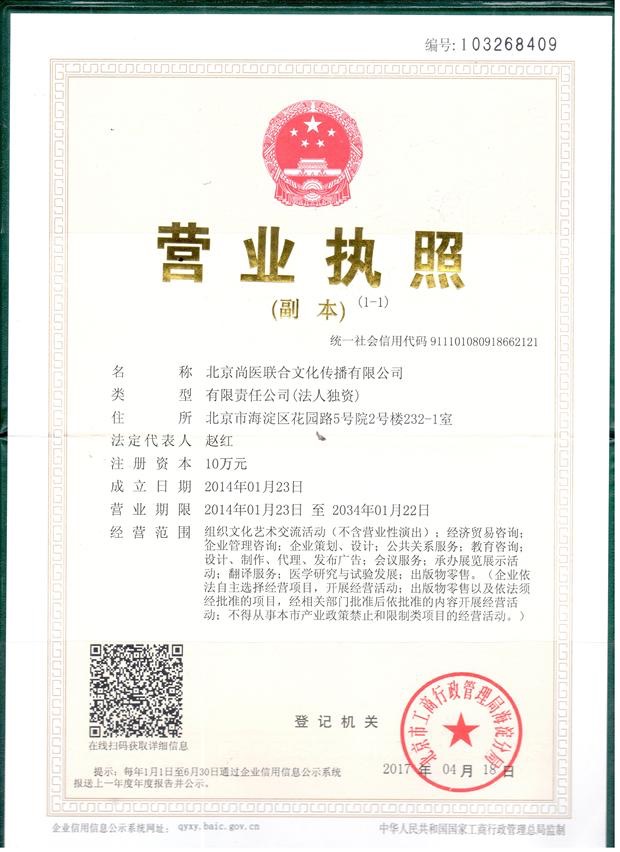 编号:103268409
营业执照
(副 本) (1-1)
统一社会信用代码 911101080918662121
名 称 北京尚医联合文化传播有限公司
类 型 有限责任公司(法人独资)
住 所 北京市海淀区花园路5号院2号楼232-1室
法定代表人 赵红
注册资本 10万元
成立日期 2014年01月23日
营业期限 2014年01月23日 至 2034年01月22日
经营范围 组织文化艺术交流活动（不含营业性演出）；经济贸易咨询；
企业管理咨询；企业策划、设计；公共关系服务；教育咨询；
设计、制作、代理、发布广告；会议服务；承办展览展示活
动；翻译服务；医学研究与试验发展；出版物零售。（企业依
法自主选择经营项目，开展经营活动；出版物零售以及依法须
经批准的项目，经相关部门批准后依批准的内容开展经营活
动；不得从事本市产业政策禁止和限制类项目的经营活动。）
在线扫码获取详细信息
登记机关
北京市工商行政管理局海淀分局
2017 年 04 月 18 日
提示：每年1月1日至6月30日通过企业信用信息公示系统
报送上一年度年度报告并公示。
企业信用信息公示系统网址： qyxy.baic.gov.cn
中华人民共和国国家工商行政管理总局监制